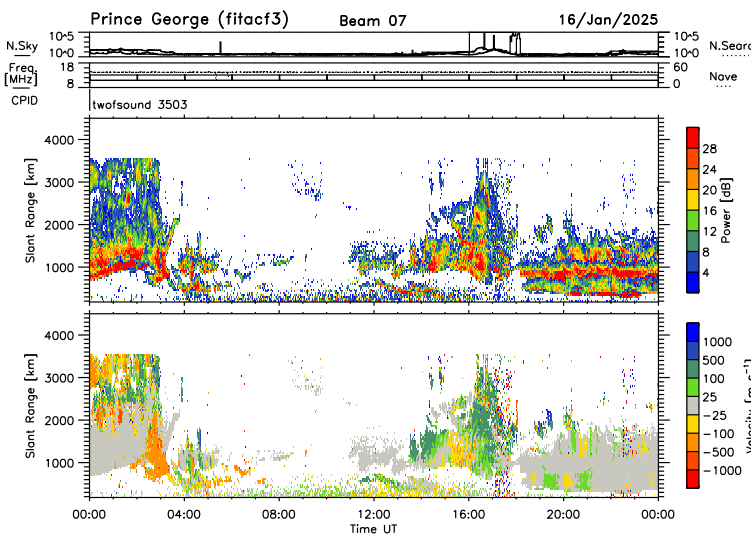 Prince George (fitacf3) Beam 07 16/Jan/2025
N.Sky 10^5 10^0 10^5 10^0 N.Sear
Freq [MHz] 18 8 60 0 Nave
CPID twofsound 3503
Slant Range [km] 4000 3000 2000 1000
28 24 20 16 12 8 4 Power [dB]
Slant Range [km] 4000 3000 2000 1000
1000 500 100 25 -25 -100 -500 -1000 Velocity [m s⁻¹]
00:00 04:00 08:00 12:00 16:00 20:00 00:00
Time UT